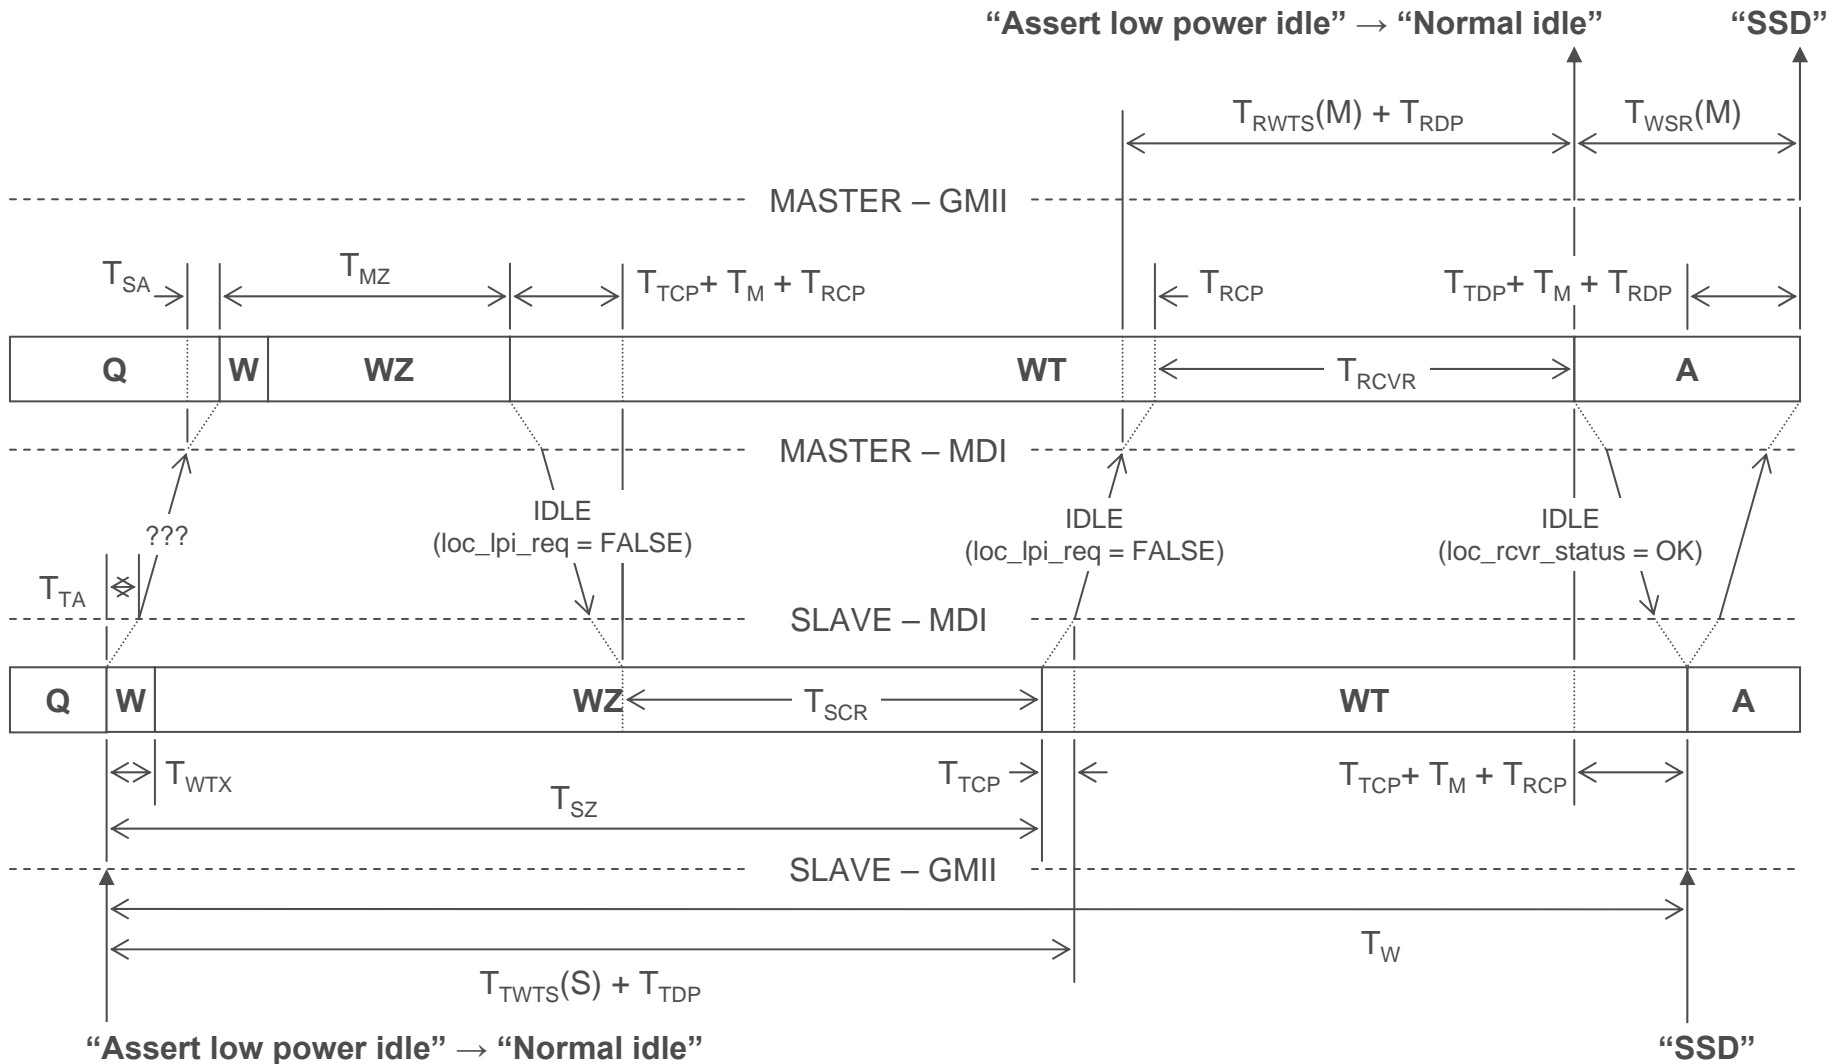 “Assert low power idle” → “Normal idle” “SSD”
T_RWTS(M) + T_RDP T_WSR(M)
MASTER – GMII
T_SA T_MZ T_TCP+ T_M + T_RCP T_RCP T_TDP+ T_M + T_RDP
Q W WZ WT T_RCVR A
MASTER – MDI
??? IDLE (loc_lpi_req = FALSE) IDLE (loc_lpi_req = FALSE) IDLE (loc_rcvr_status = OK)
T_TA
SLAVE – MDI
Q W WZ T_SCR WT A
T_WTX T_TCP T_TCP+ T_M + T_RCP
T_SZ
SLAVE – GMII
T_W
T_TWTS(S) + T_TDP
“Assert low power idle” → “Normal idle” “SSD”